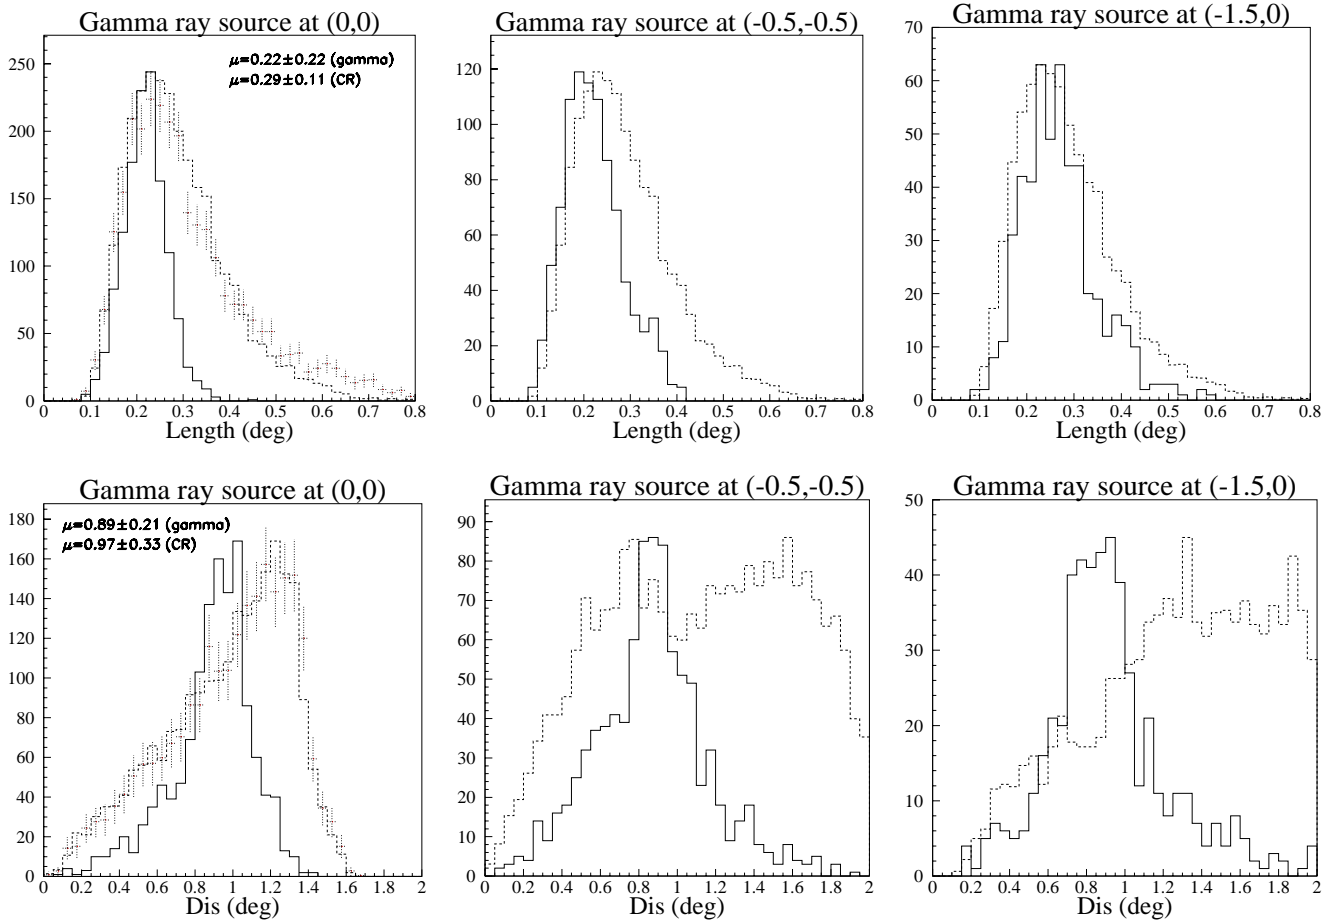 Gamma ray source at (0,0)
μ=0.22±0.22 (gamma)
μ=0.29±0.11 (CR)
250
200
150
100
50
0
0 0.1 0.2 0.3 0.4 0.5 0.6 0.7 0.8
Length (deg)
Gamma ray source at (-0.5,-0.5)
120
100
80
60
40
20
0
0 0.1 0.2 0.3 0.4 0.5 0.6 0.7 0.8
Length (deg)
Gamma ray source at (-1.5,0)
70
60
50
40
30
20
10
0
0 0.1 0.2 0.3 0.4 0.5 0.6 0.7 0.8
Length (deg)
Gamma ray source at (0,0)
μ=0.89±0.21 (gamma)
μ=0.97±0.33 (CR)
180
160
140
120
100
80
60
40
20
0
0 0.2 0.4 0.6 0.8 1 1.2 1.4 1.6 1.8 2
Dis (deg)
Gamma ray source at (-0.5,-0.5)
90
80
70
60
50
40
30
20
10
0
0 0.2 0.4 0.6 0.8 1 1.2 1.4 1.6 1.8 2
Dis (deg)
Gamma ray source at (-1.5,0)
50
40
30
20
10
0
0 0.2 0.4 0.6 0.8 1 1.2 1.4 1.6 1.8 2
Dis (deg)